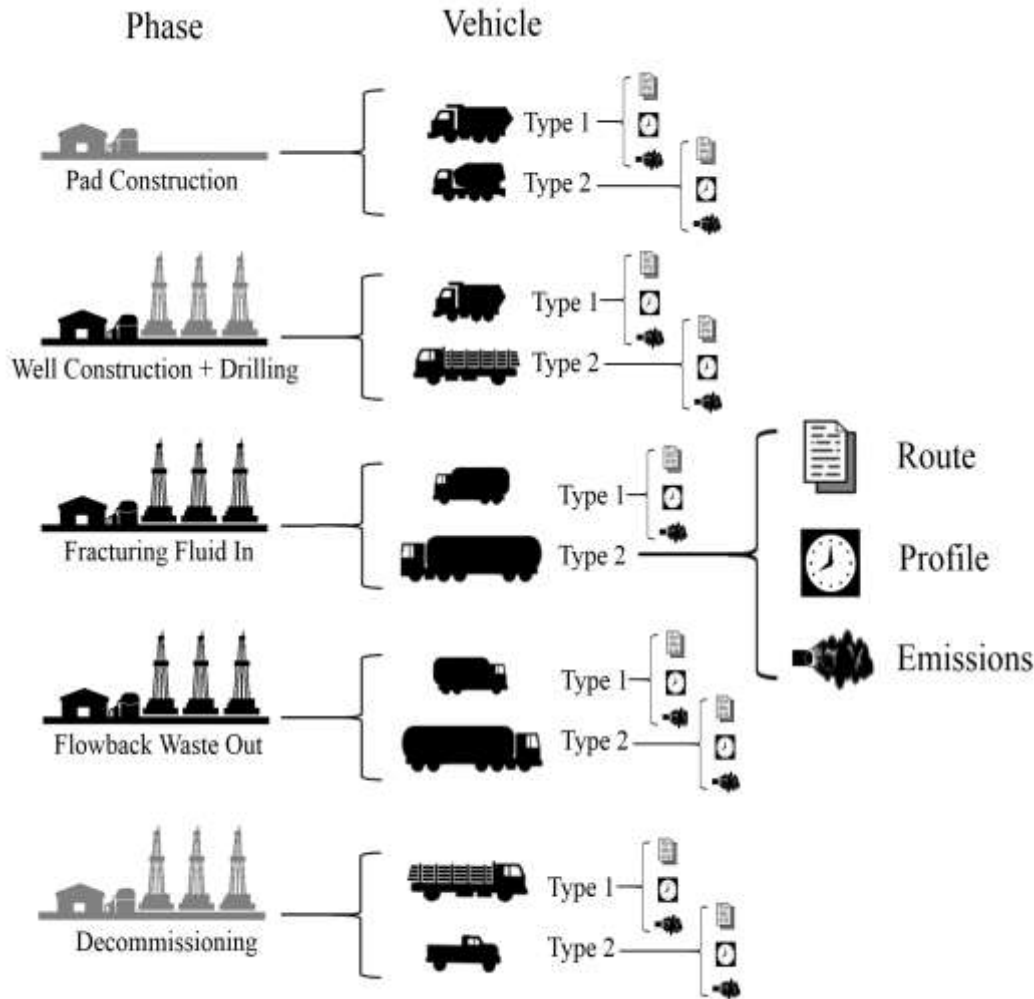 Phase
Vehicle
Type 1
Pad Construction
Type 2
Type 1
Well Construction + Drilling
Type 2
Type 1
Fracturing Fluid In
Type 2
Route
Profile
Emissions
Type 1
Flowback Waste Out
Type 2
Type 1
Decommissioning
Type 2